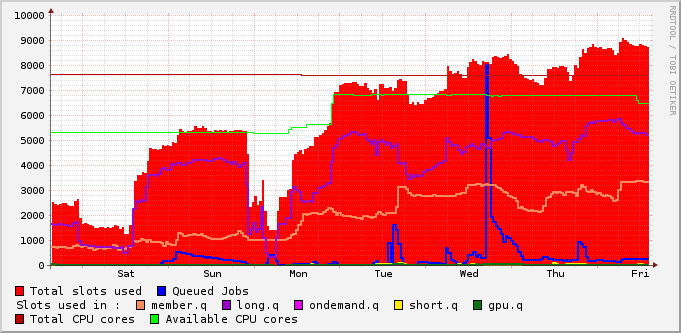 10000
9000
8000
7000
6000
5000
4000
3000
2000
1000
0
Sat Sun Mon Tue Wed Thu Fri
Total slots used Queued Jobs
Slots used in : member.q long.q ondemand.q short.q gpu.q
Total CPU cores Available CPU cores
RRDTOOL / TOBI OETIKER